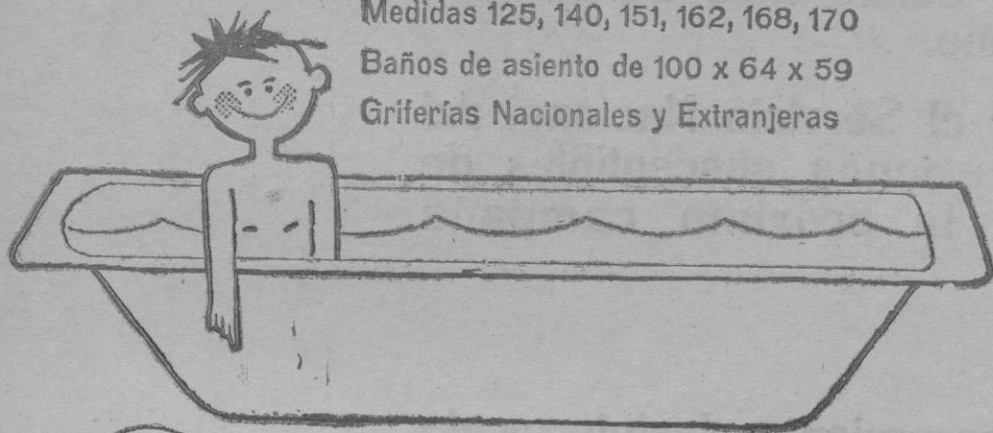 Medidas 125, 140, 151, 162, 168, 170
Baños de asiento de 100 x 64 x 59
Griferías Nacionales y Extranjeras